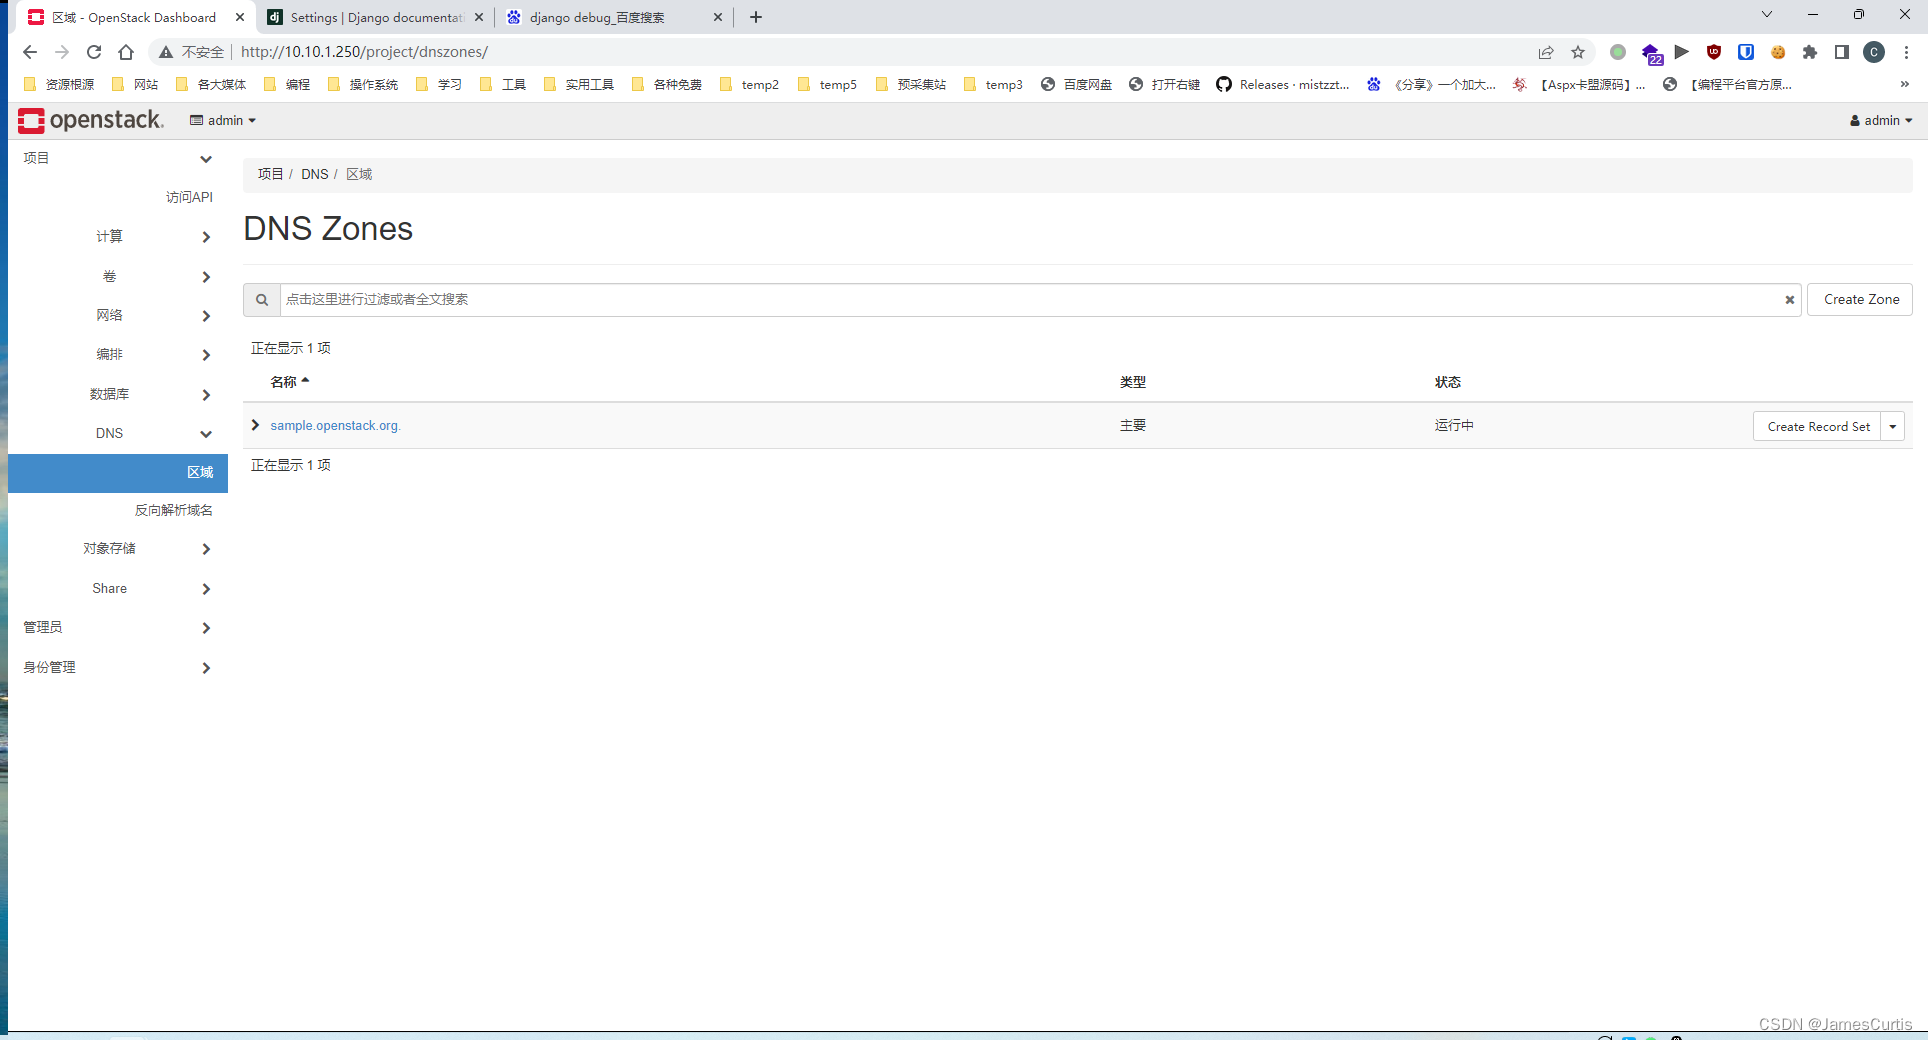 区域 - OpenStack Dashboard
Settings | Django documentati
django debug_百度搜索
不安全 http://10.10.1.250/project/dnszones/
22
C
资源根源 网站 各大媒体 编程 操作系统 学习 工具 实用工具 各种免费 temp2 temp5 预采集站 temp3 百度网盘 打开右键 Releases · mistzzt... 《分享》一个加大... 【Aspx卡盟源码】... 【编程平台官方原... »
openstack. admin admin
项目
访问API
计算
卷
网络
编排
数据库
DNS
区域
反向解析域名
对象存储
Share
管理员
身份管理
项目 / DNS / 区域
DNS Zones
点击这里进行过滤或者全文搜索
Create Zone
正在显示 1 项
名称 类型 状态
sample.openstack.org. 主要 运行中 Create Record Set
正在显示 1 项
CSDN @JamesCurtis